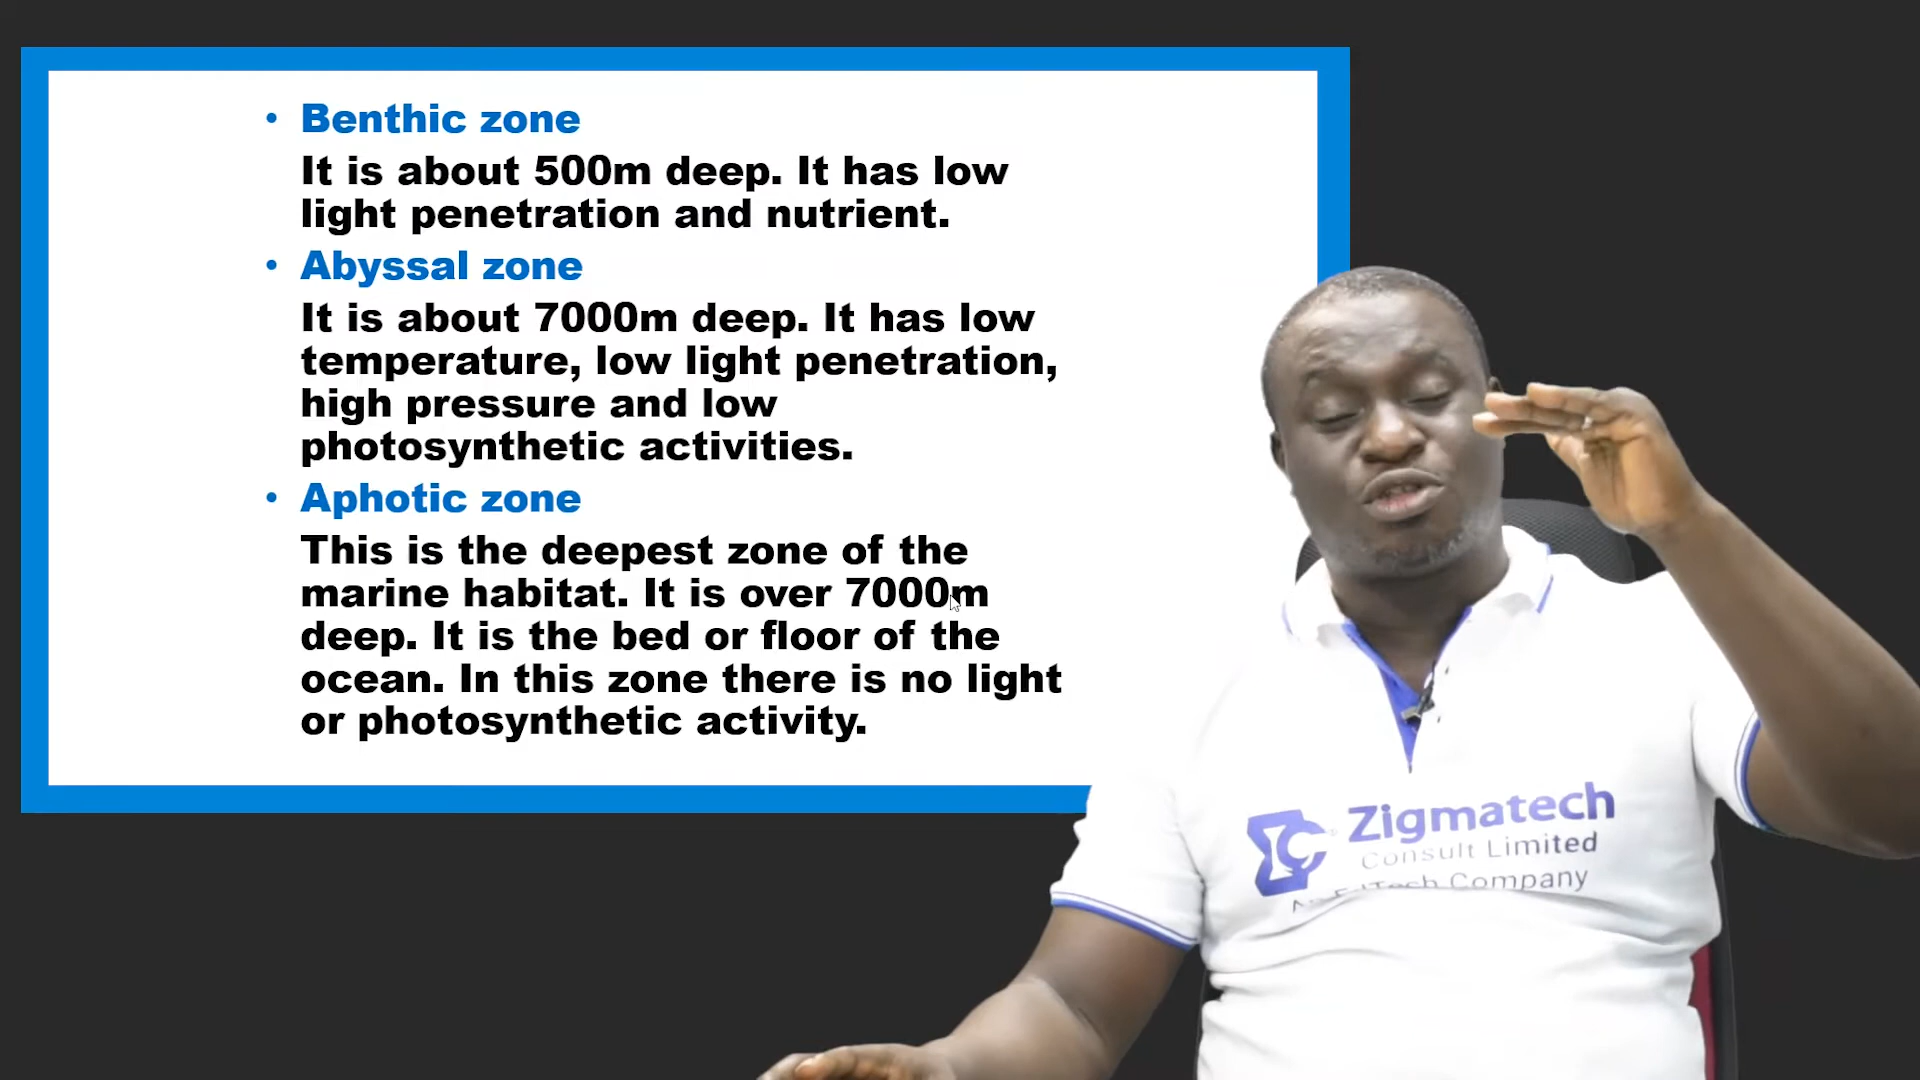 Benthic zone
It is about 500m deep. It has low
light penetration and nutrient.
Abyssal zone
It is about 7000m deep. It has low
temperature, low light penetration,
high pressure and low
photosynthetic activities.
Aphotic zone
This is the deepest zone of the
marine habitat. It is over 7000m
deep. It is the bed or floor of the
ocean. In this zone there is no light
or photosynthetic activity.
Zigmatech
Consult Limited
Company